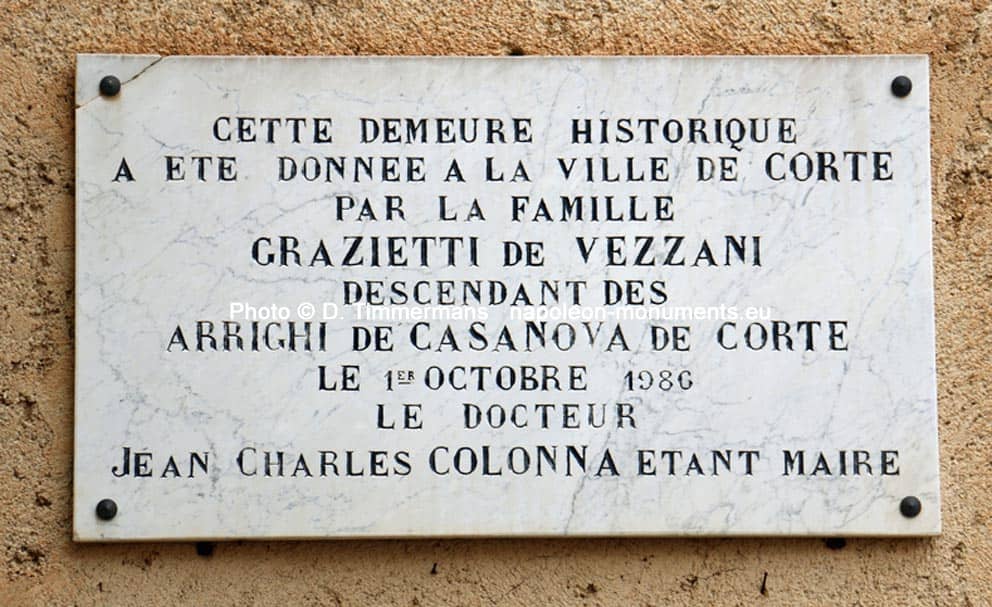 CETTE DEMEURE HISTORIQUE
A ETE DONNEE A LA VILLE DE CORTE
PAR LA FAMILLE
GRAZIETTI DE VEZZANI
DESCENDANT DES
Photo © D. Timmermans napoleon-monuments.eu
ARRIGHI DE CASANOVA DE CORTE
LE 1ER OCTOBRE 1986
LE DOCTEUR
JEAN CHARLES COLONNA ETANT MAIRE